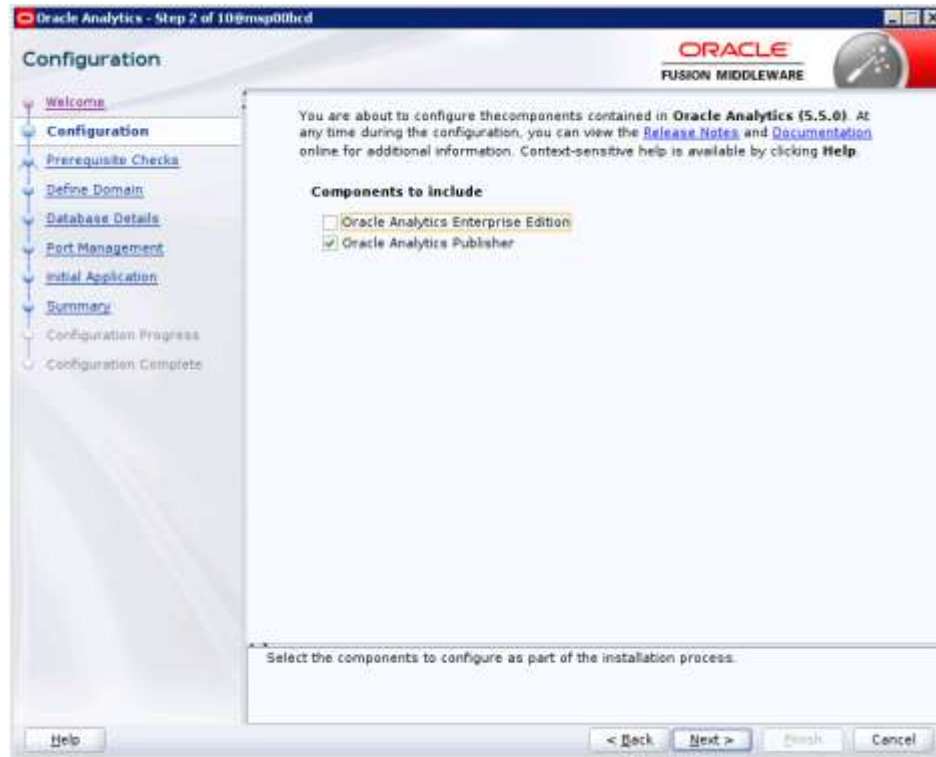 Oracle Analytics - Step 2 of 10@msp00bcd
Configuration
ORACLE
FUSION MIDDLEWARE
Welcome
Configuration
Prerequisite Checks
Define Domain
Database Details
Port Management
Initial Application
Summary
Configuration Progress
Configuration Complete
You are about to configure thecomponents contained in Oracle Analytics (5.5.0). At
any time during the configuration, you can view the Release Notes and Documentation
online for additional information. Context-sensitive help is available by clicking Help.
Components to include
Oracle Analytics Enterprise Edition
Oracle Analytics Publisher
Select the components to configure as part of the installation process.
Help
< Back
Next >
Finish
Cancel